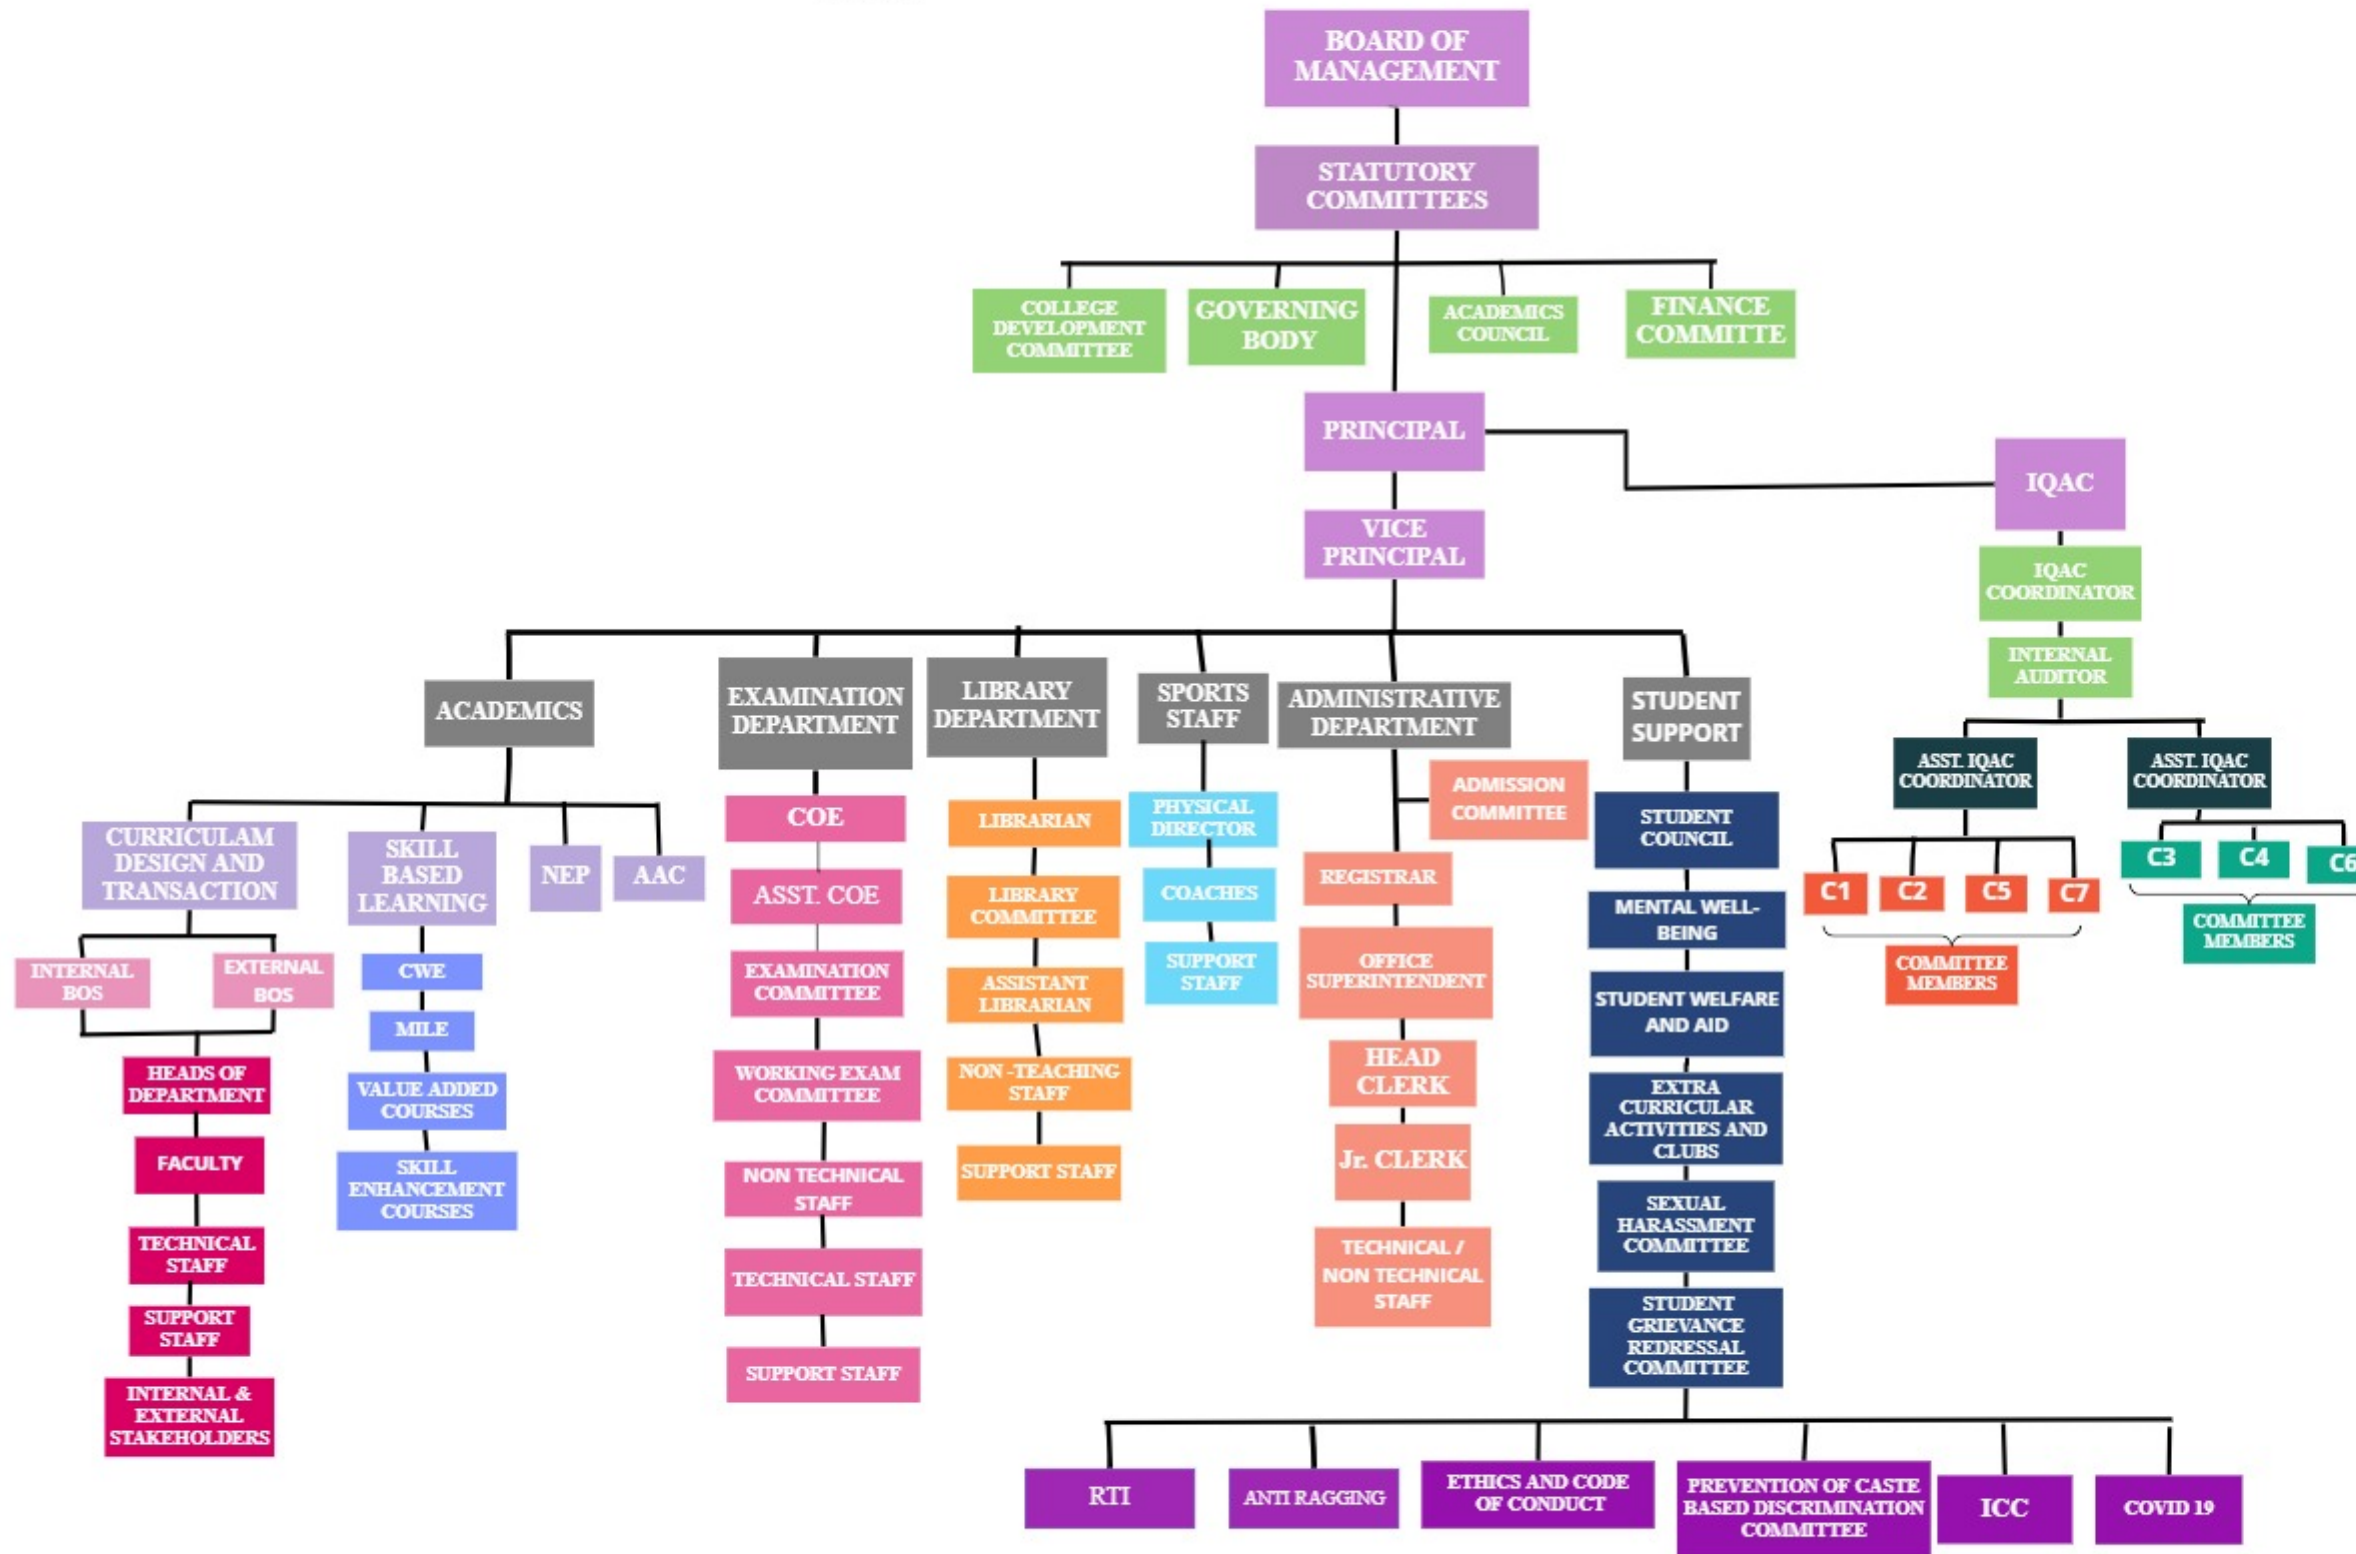 BOARD OF
MANAGEMENT
STATUTORY
COMMITTEES
COLLEGE
DEVELOPMENT
COMMITTEE
GOVERNING
BODY
ACADEMICS
COUNCIL
FINANCE
COMMITTE
PRINCIPAL
IQAC
VICE
PRINCIPAL
IQAC
COORDINATOR
INTERNAL
AUDITOR
ASST. IQAC
COORDINATOR
ASST. IQAC
COORDINATOR
C1
C2
C5
C7
COMMITTEE
MEMBERS
C3
C4
C6
COMMITTEE
MEMBERS
ACADEMICS
CURRICULAM
DESIGN AND
TRANSACTION
SKILL
BASED
LEARNING
NEP
AAC
INTERNAL
BOS
EXTERNAL
BOS
HEADS OF
DEPARTMENT
FACULTY
TECHNICAL
STAFF
SUPPORT
STAFF
INTERNAL &
EXTERNAL
STAKEHOLDERS
CWE
MILE
VALUE ADDED
COURSES
SKILL
ENHANCEMENT
COURSES
EXAMINATION
DEPARTMENT
COE
ASST. COE
EXAMINATION
COMMITTEE
WORKING EXAM
COMMITTEE
NON TECHNICAL
STAFF
TECHNICAL STAFF
SUPPORT STAFF
LIBRARY
DEPARTMENT
LIBRARIAN
LIBRARY
COMMITTEE
ASSISTANT
LIBRARIAN
NON -TEACHING
STAFF
SUPPORT STAFF
SPORTS
STAFF
PHYSICAL
DIRECTOR
COACHES
SUPPORT
STAFF
ADMINISTRATIVE
DEPARTMENT
ADMISSION
COMMITTEE
REGISTRAR
OFFICE
SUPERINTENDENT
HEAD
CLERK
Jr. CLERK
TECHNICAL /
NON TECHNICAL
STAFF
STUDENT
SUPPORT
STUDENT
COUNCIL
MENTAL WELL-
BEING
STUDENT WELFARE
AND AID
EXTRA
CURRICULAR
ACTIVITIES AND
CLUBS
SEXUAL
HARASSMENT
COMMITTEE
STUDENT
GRIEVANCE
REDRESSAL
COMMITTEE
RTI
ANTI RAGGING
ETHICS AND CODE
OF CONDUCT
PREVENTION OF CASTE
BASED DISCRIMINATION
COMMITTEE
ICC
COVID 19